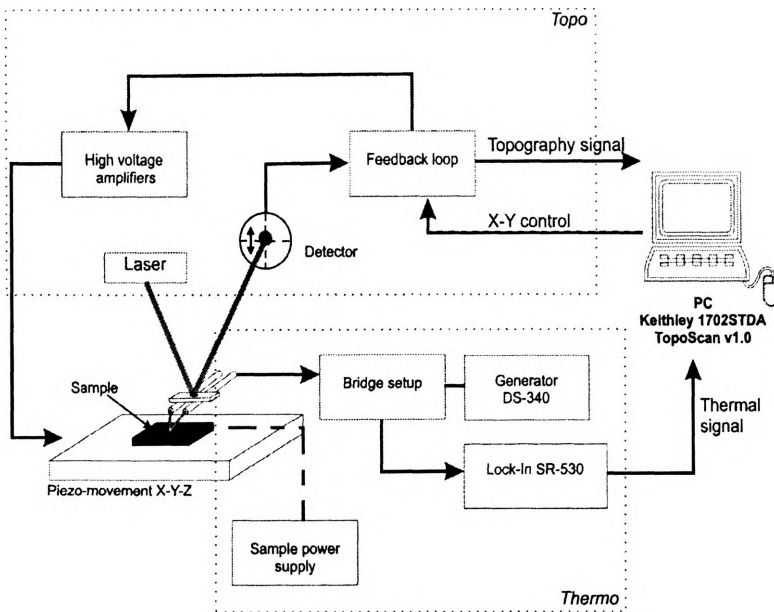 Topo
High voltage
amplifiers
Feedback loop
Topography signal
X-Y control
Detector
Laser
PC
Keithley 1702STDA
TopoScan v1.0
Sample
Bridge setup
Generator
DS-340
Thermal
signal
Lock-In SR-530
Piezo-movement X-Y-Z
Sample power
supply
Thermo